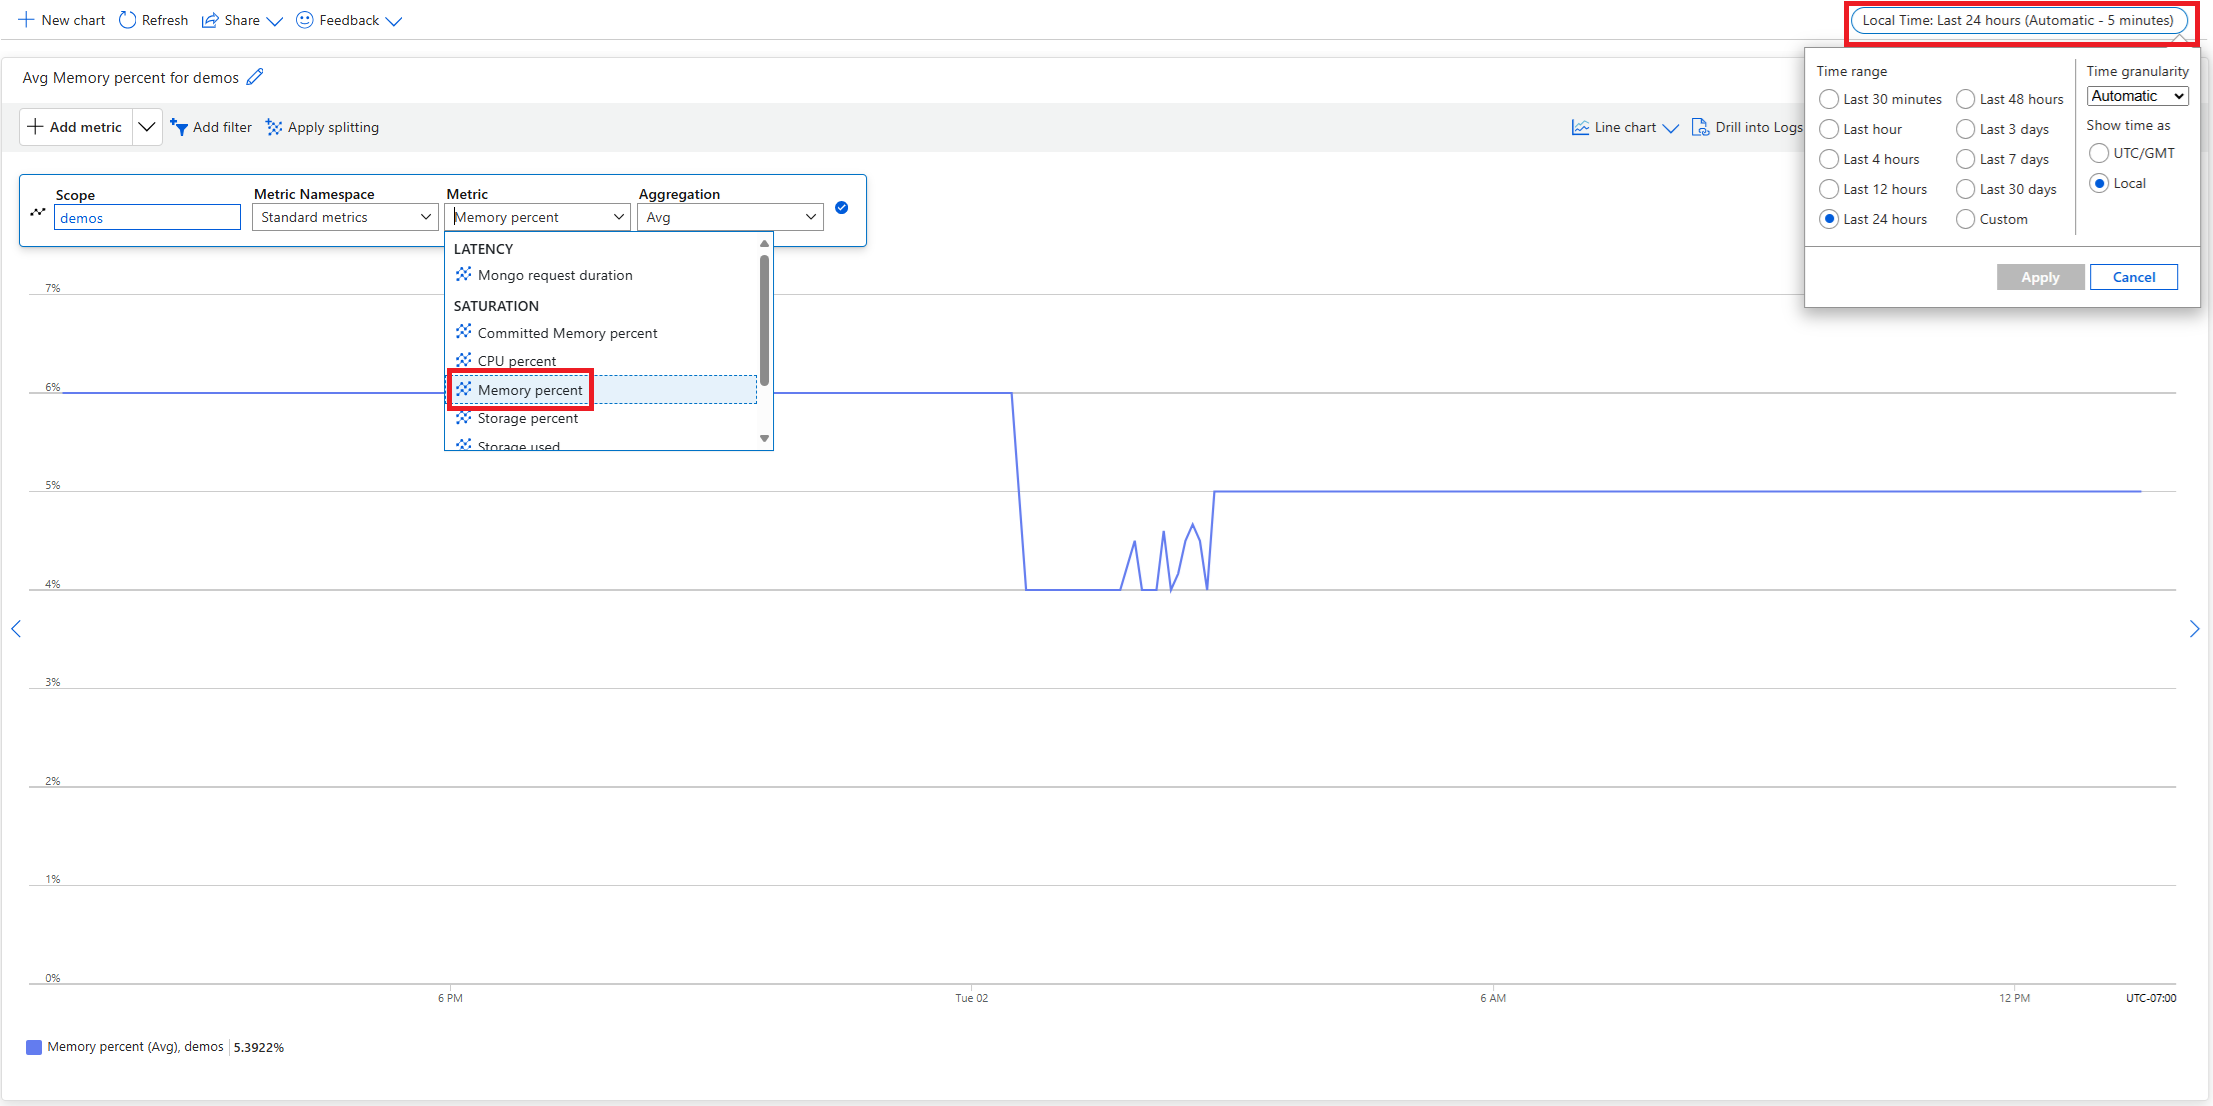 New chart Refresh Share Feedback Local Time: Last 24 hours (Automatic - 5 minutes)
Avg Memory percent for demos
Add metric Add filter Apply splitting Line chart Drill into Logs
Time range
Last 30 minutes Last 48 hours
Last hour Last 3 days
Last 4 hours Last 7 days
Last 12 hours Last 30 days
Last 24 hours Custom
Time granularity
Automatic
Show time as
UTC/GMT
Local
Apply Cancel
Scope Metric Namespace Metric Aggregation
demos Standard metrics Memory percent Avg
LATENCY
Mongo request duration
SATURATION
Committed Memory percent
CPU percent
Memory percent
Storage percent
Storage used
7%
6%
5%
4%
3%
2%
1%
0%
6 PM Tue 02 6 AM 12 PM UTC-07:00
Memory percent (Avg), demos 5.3922%